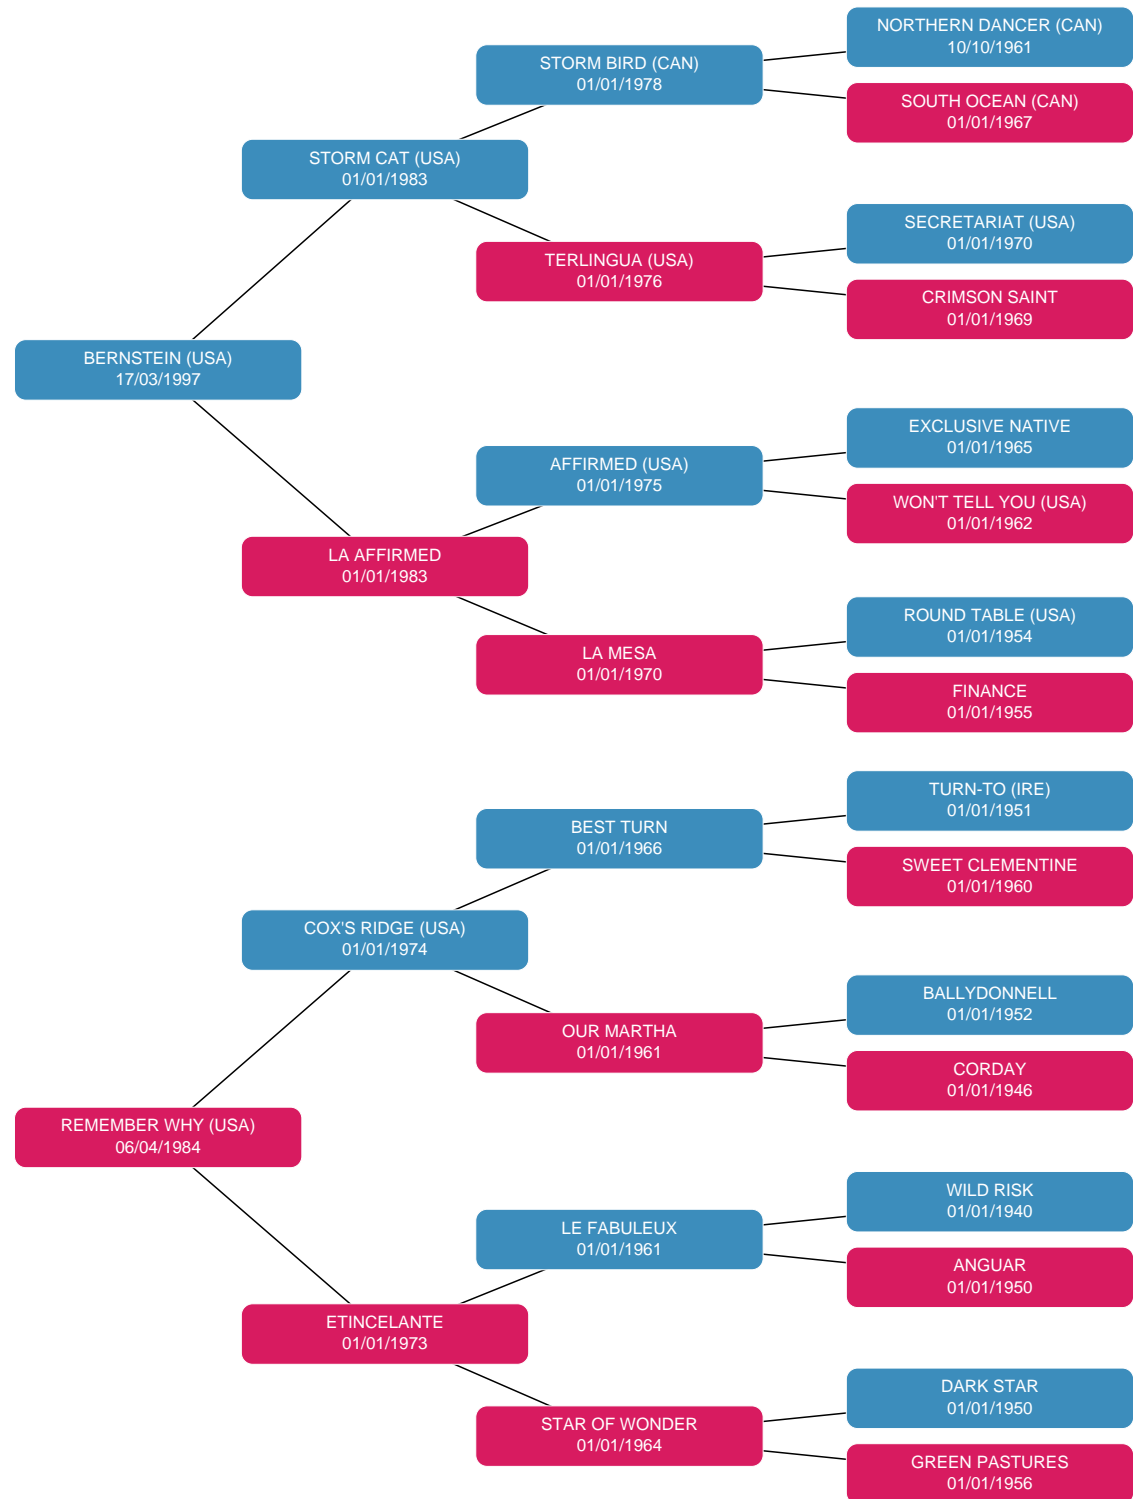 NORTHERN DANCER (CAN)
10/10/1961
STORM BIRD (CAN)
01/01/1978
SOUTH OCEAN (CAN)
01/01/1967
STORM CAT (USA)
01/01/1983
SECRETARIAT (USA)
01/01/1970
TERLINGUA (USA)
01/01/1976
CRIMSON SAINT
01/01/1969
BERNSTEIN (USA)
17/03/1997
EXCLUSIVE NATIVE
01/01/1965
AFFIRMED (USA)
01/01/1975
WON'T TELL YOU (USA)
01/01/1962
LA AFFIRMED
01/01/1983
ROUND TABLE (USA)
01/01/1954
LA MESA
01/01/1970
FINANCE
01/01/1955
TURN-TO (IRE)
01/01/1951
BEST TURN
01/01/1966
SWEET CLEMENTINE
01/01/1960
COX'S RIDGE (USA)
01/01/1974
BALLYDONNELL
01/01/1952
OUR MARTHA
01/01/1961
CORDAY
01/01/1946
REMEMBER WHY (USA)
06/04/1984
WILD RISK
01/01/1940
LE FABULEUX
01/01/1961
ANGUAR
01/01/1950
ETINCELANTE
01/01/1973
DARK STAR
01/01/1950
STAR OF WONDER
01/01/1964
GREEN PASTURES
01/01/1956